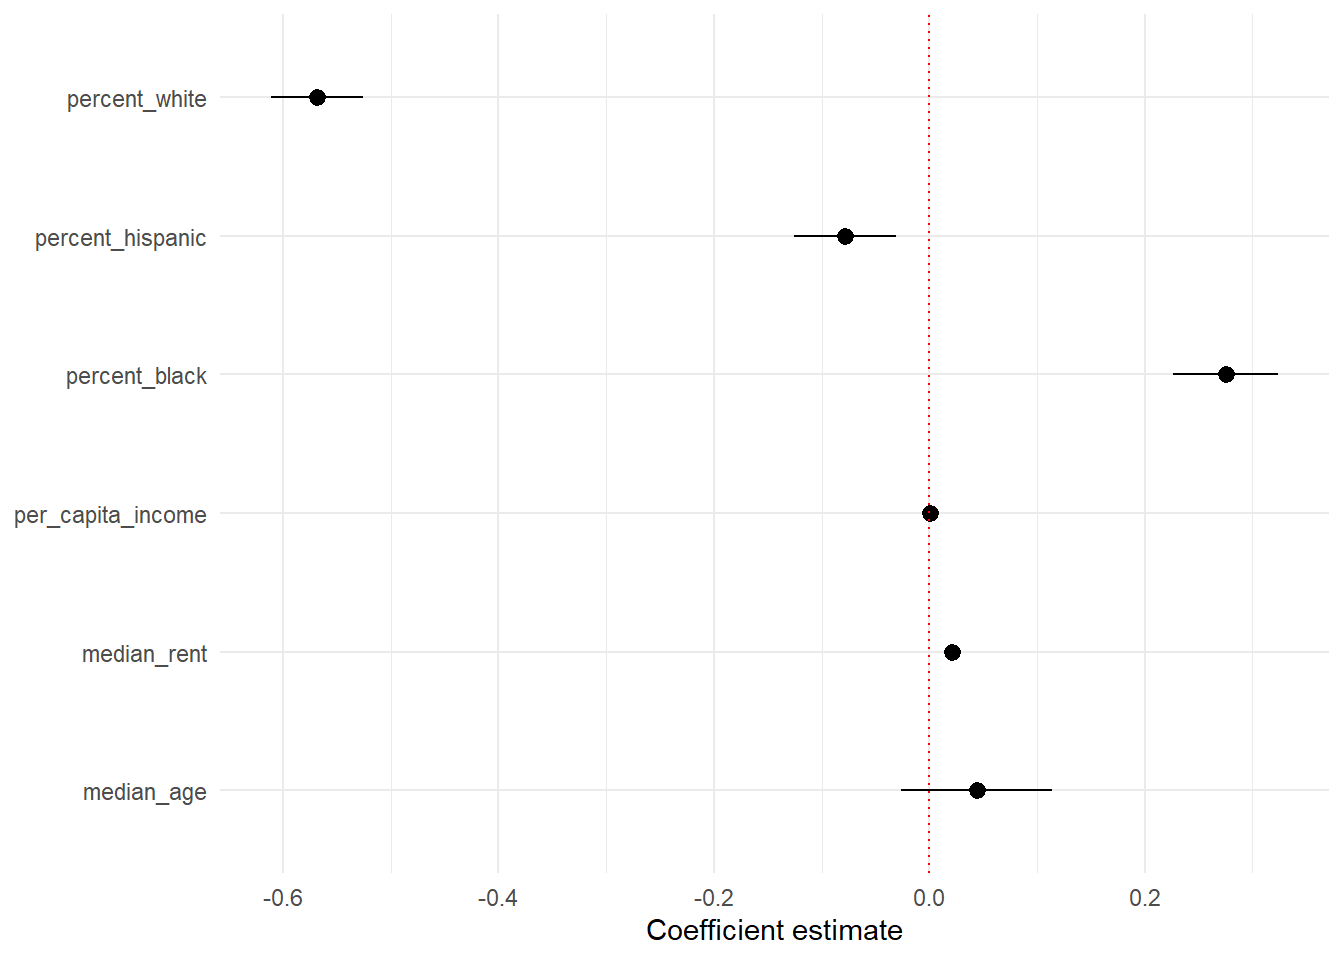 percent_white
percent_hispanic
percent_black
per_capita_income
median_rent
median_age
-0.6 -0.4 -0.2 0.0 0.2
Coefficient estimate